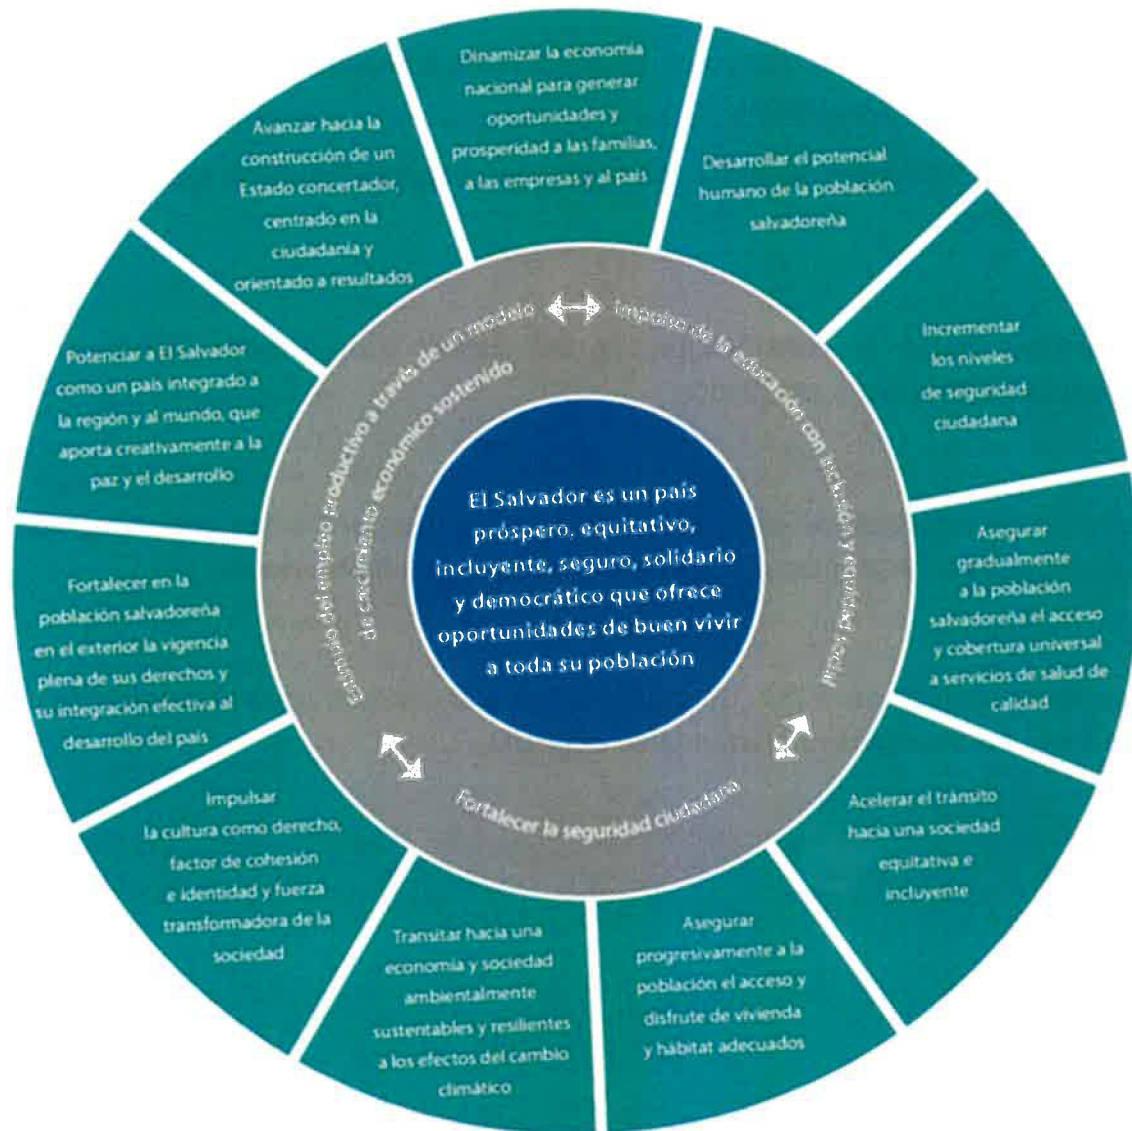 Dinamizar la economía
nacional para generar
oportunidades y
prosperidad a las familias,
a las empresas y al país
Desarrollar el potencial
humano de la población
salvadoreña
Incrementar
los niveles
de seguridad
ciudadana
Asegurar
gradualmente
a la población
salvadoreña el acceso
y cobertura universal
a servicios de salud de
calidad
Acelerar el tránsito
hacia una sociedad
equitativa e
incluyente
Asegurar
progresivamente a la
población el acceso y
disfrute de vivienda
y hábitat adecuados
Transitar hacia una
economía y sociedad
ambientalmente
sustentables y resilientes
a los efectos del cambio
climático
Impulsar
la cultura como derecho,
factor de cohesión
e identidad y fuerza
transformadora de la
sociedad
Fortalecer en la
población salvadoreña
en el exterior la vigencia
plena de sus derechos y
su integración efectiva al
desarrollo del país
Potenciar a El Salvador
como un país integrado a
la región y al mundo, que
aporta creativamente a la
paz y el desarrollo
Avanzar hacia la
construcción de un
Estado concertador,
centrado en la
ciudadanía y
orientado a resultados
Estímulo del empleo productivo a través de un modelo
de crecimiento económico sostenido
Impulso de la educación con inclusión y equidad social
Fortalecer la seguridad ciudadana
El Salvador es un país
próspero, equitativo,
incluyente, seguro, solidario
y democrático que ofrece
oportunidades de buen vivir
a toda su población